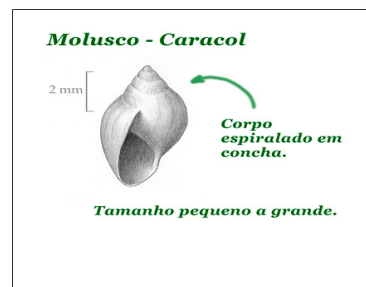 Molusco - Caracol
2 mm
Corpo
espiralado em
concha.
Tamanho pequeno a grande.